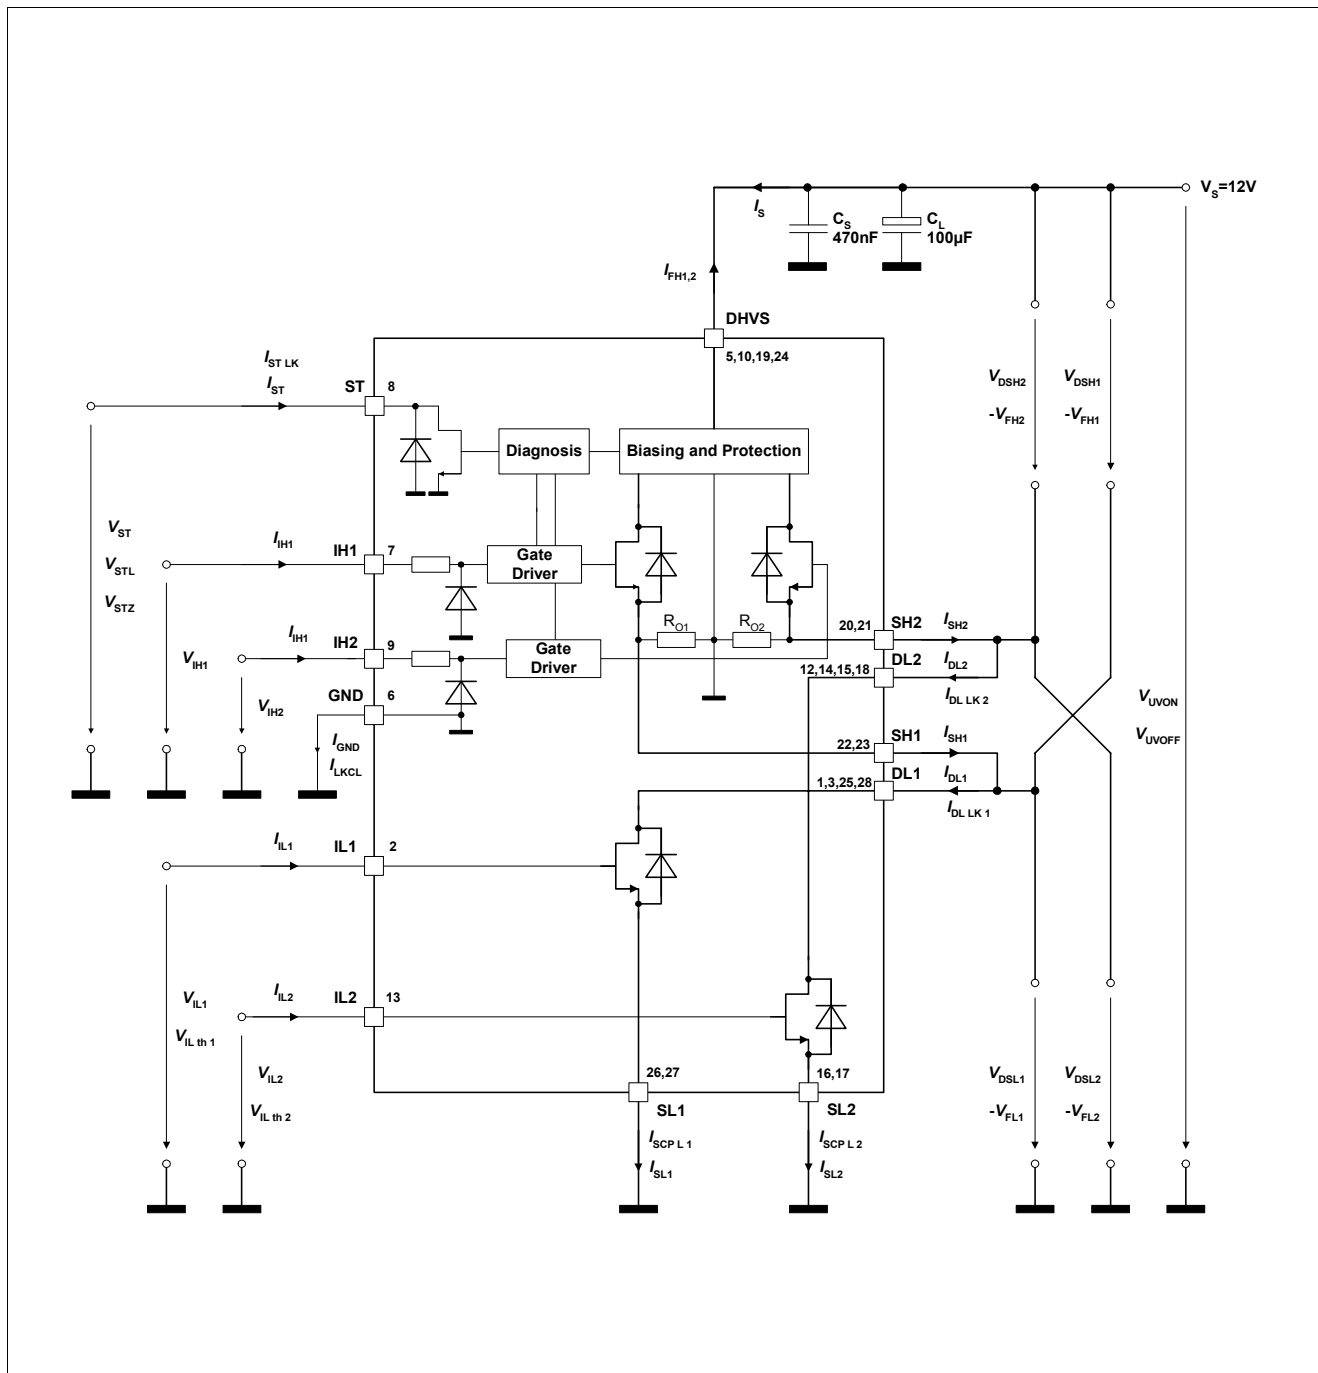 V_S=12V
I_S
C_S
470nF
C_L
100µF
I_FH1,2
DHVS
5,10,19,24
I_ST LK
I_ST
ST
8
V_DSH2
-V_FH2
V_DSH1
-V_FH1
Diagnosis
Biasing and Protection
V_ST
V_STL
V_STZ
I_IH1
IH1
7
Gate
Driver
R_O1
R_O2
20,21
SH2
I_SH2
I_IH1
IH2
9
Gate
Driver
12,14,15,18
DL2
I_DL2
I_DL LK 2
V_IH1
V_IH2
GND
6
I_GND
I_LKCL
22,23
SH1
I_SH1
1,3,25,28
DL1
I_DL1
I_DL LK 1
V_UVON
V_UVOFF
I_IL1
IL1
2
V_IL1
V_IL th 1
I_IL2
IL2
13
V_IL2
V_IL th 2
26,27
SL1
16,17
SL2
I_SCP L 1
I_SL1
I_SCP L 2
I_SL2
V_DSL1
-V_FL1
V_DSL2
-V_FL2